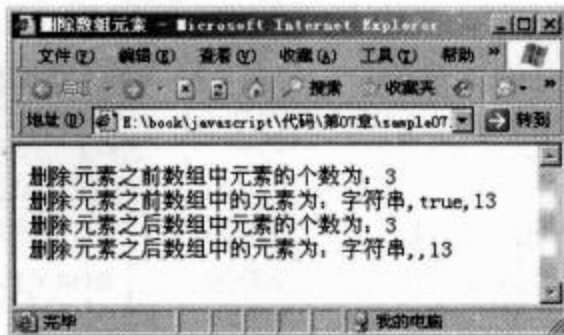 删除数组元素 - Microsoft Internet Explorer
文件(F) 编辑(E) 查看(V) 收藏(A) 工具(T) 帮助 »
后退 搜索 收藏夹 »
地址(D) E:\book\javascript\代码\第07章\sample07. 转到
删除元素之前数组中元素的个数为：3
删除元素之前数组中的元素为：字符串,true,13
删除元素之后数组中元素的个数为：3
删除元素之后数组中的元素为：字符串,,13
完毕 我的电脑